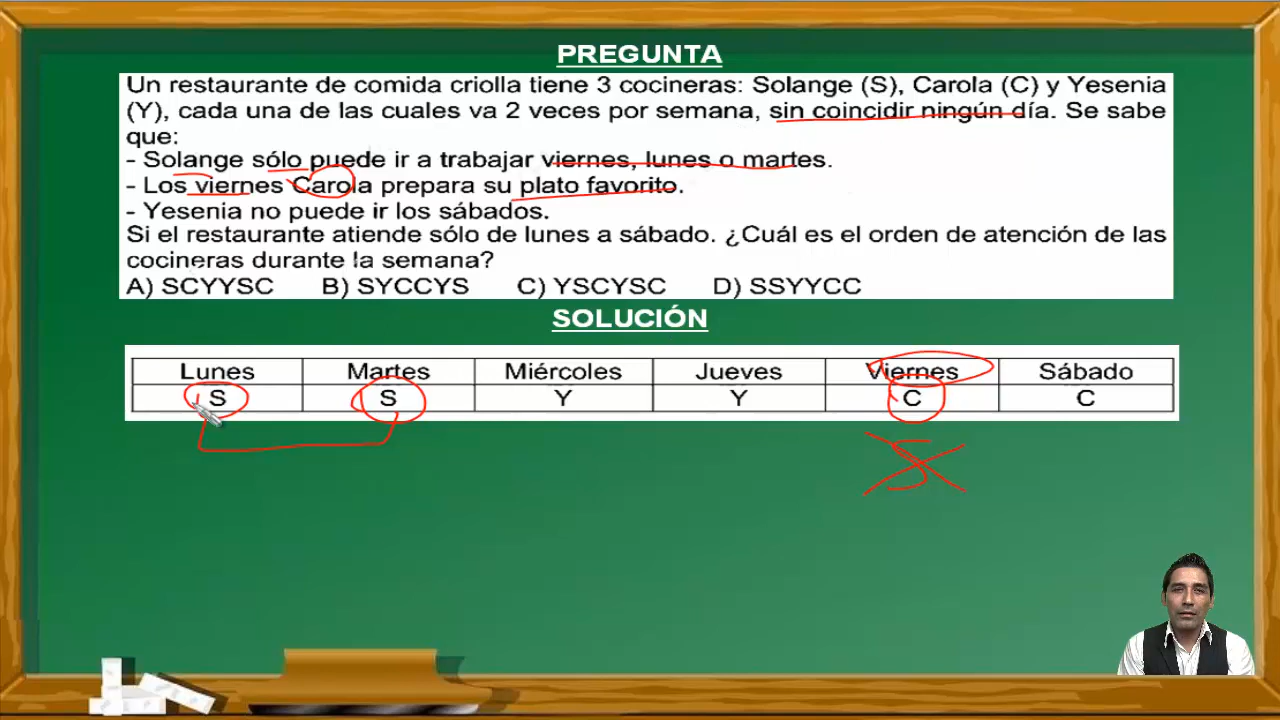 PREGUNTA
Un restaurante de comida criolla tiene 3 cocineras: Solange (S), Carola (C) y Yesenia
(Y), cada una de las cuales va 2 veces por semana, sin coincidir ningún día. Se sabe
que:
- Solange sólo puede ir a trabajar viernes, lunes o martes.
- Los viernes Carola prepara su plato favorito.
- Yesenia no puede ir los sábados.
Si el restaurante atiende sólo de lunes a sábado. ¿Cuál es el orden de atención de las
cocineras durante la semana?
A) SCYYSC B) SYCCYS C) YSCYSC D) SSYYCC
SOLUCIÓN
Lunes Martes Miércoles Jueves Viernes Sábado
S S Y Y C C
S